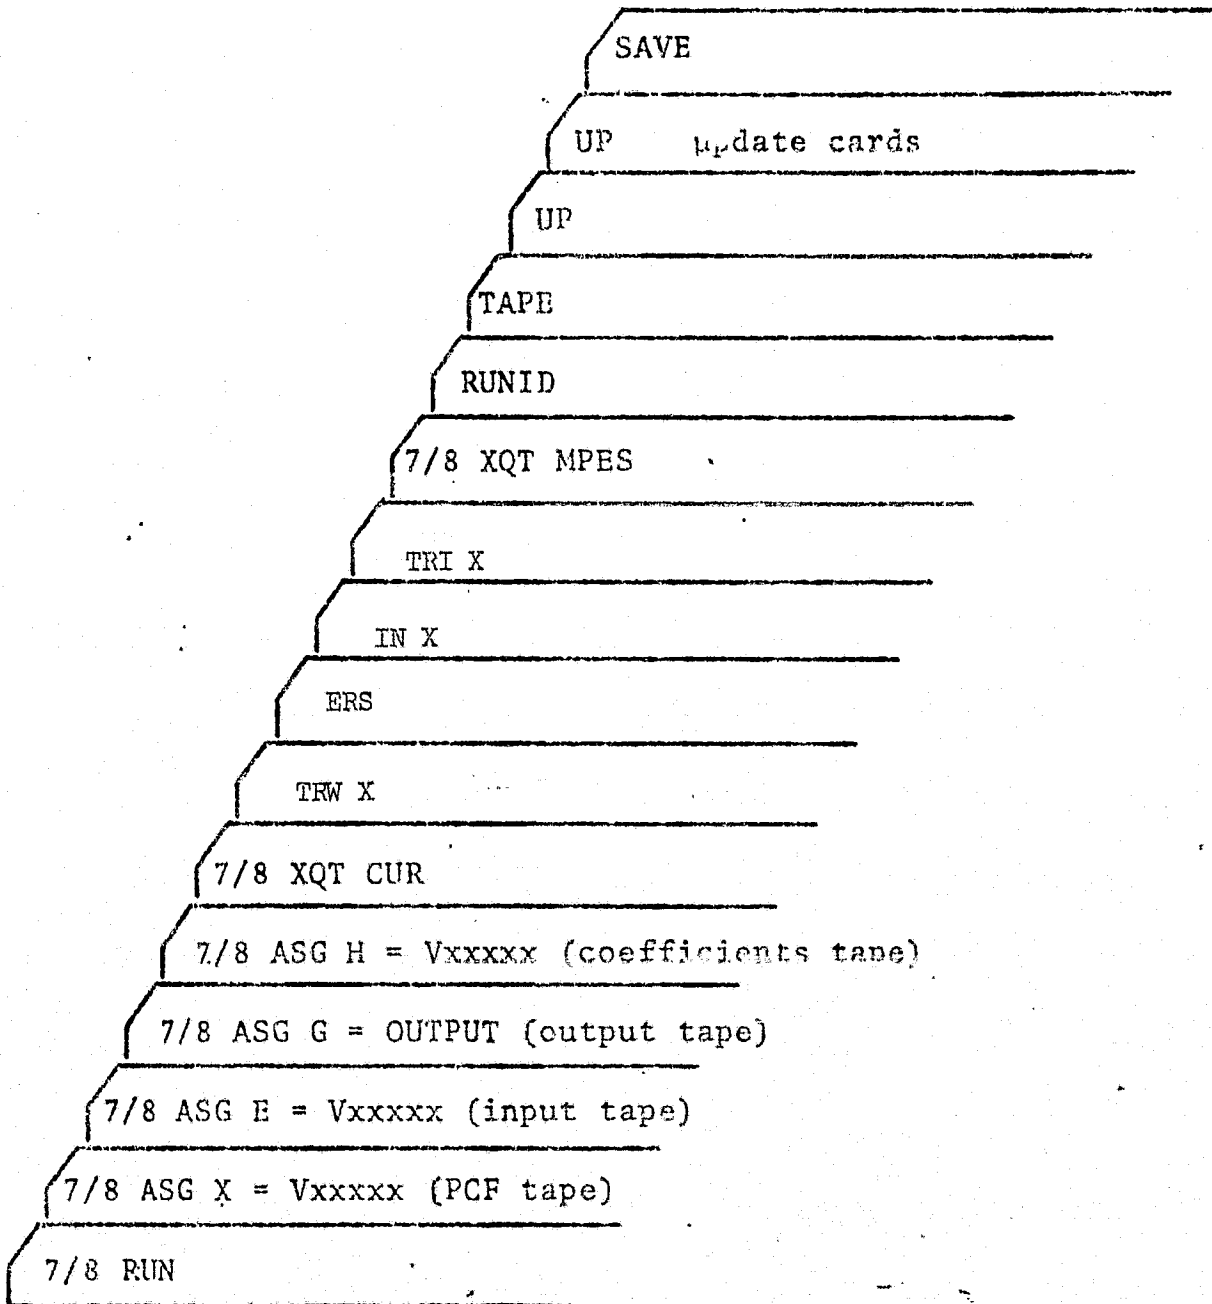 SAVE
UP update cards
UP
TAPE
RUNID
7/8 XQT MPES
TRI X
IN X
ERS
TRW X
7/8 XQT CUR
7/8 ASG H = Vxxxxx (coefficients tape)
7/8 ASG G = OUTPUT (output tape)
7/8 ASG E = Vxxxxx (input tape)
7/8 ASG X = Vxxxxx (PCF tape)
7/8 RUN